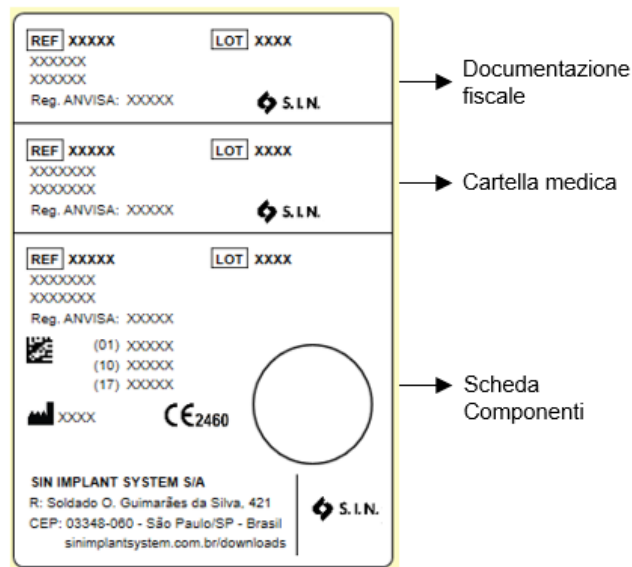 REF XXXXX LOT XXXX
XXXXXX
XXXXXX
Reg. ANVISA: XXXXX S.I.N.
Documentazione
fiscale
REF XXXXX LOT XXXX
XXXXXXX
XXXXXXX
Reg. ANVISA: XXXXX S.I.N.
Cartella medica
REF XXXXX LOT XXXX
XXXXXXX
XXXXXXX
Reg. ANVISA: XXXXX
(01) XXXXX
(10) XXXXX
(17) XXXXX
XXXX CE2460
Scheda
Componenti
SIN IMPLANT SYSTEM S/A
R: Soldado O. Guimarães da Silva, 421
CEP: 03348-060 - São Paulo/SP - Brasil
sinimplantsystem.com.br/downloads
S.I.N.